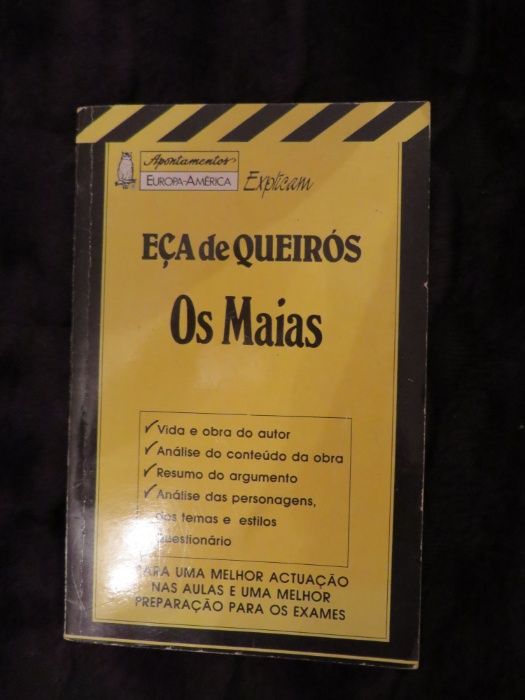 Apontamentos
EUROPA-AMÉRICA
Explicam
EÇA de QUEIRÓS
Os Maias
Vida e obra do autor
Análise do conteúdo da obra
Resumo do argumento
Análise das personagens,
dos temas e estilos
Questionário
PARA UMA MELHOR ACTUAÇÃO
NAS AULAS E UMA MELHOR
PREPARAÇÃO PARA OS EXAMES